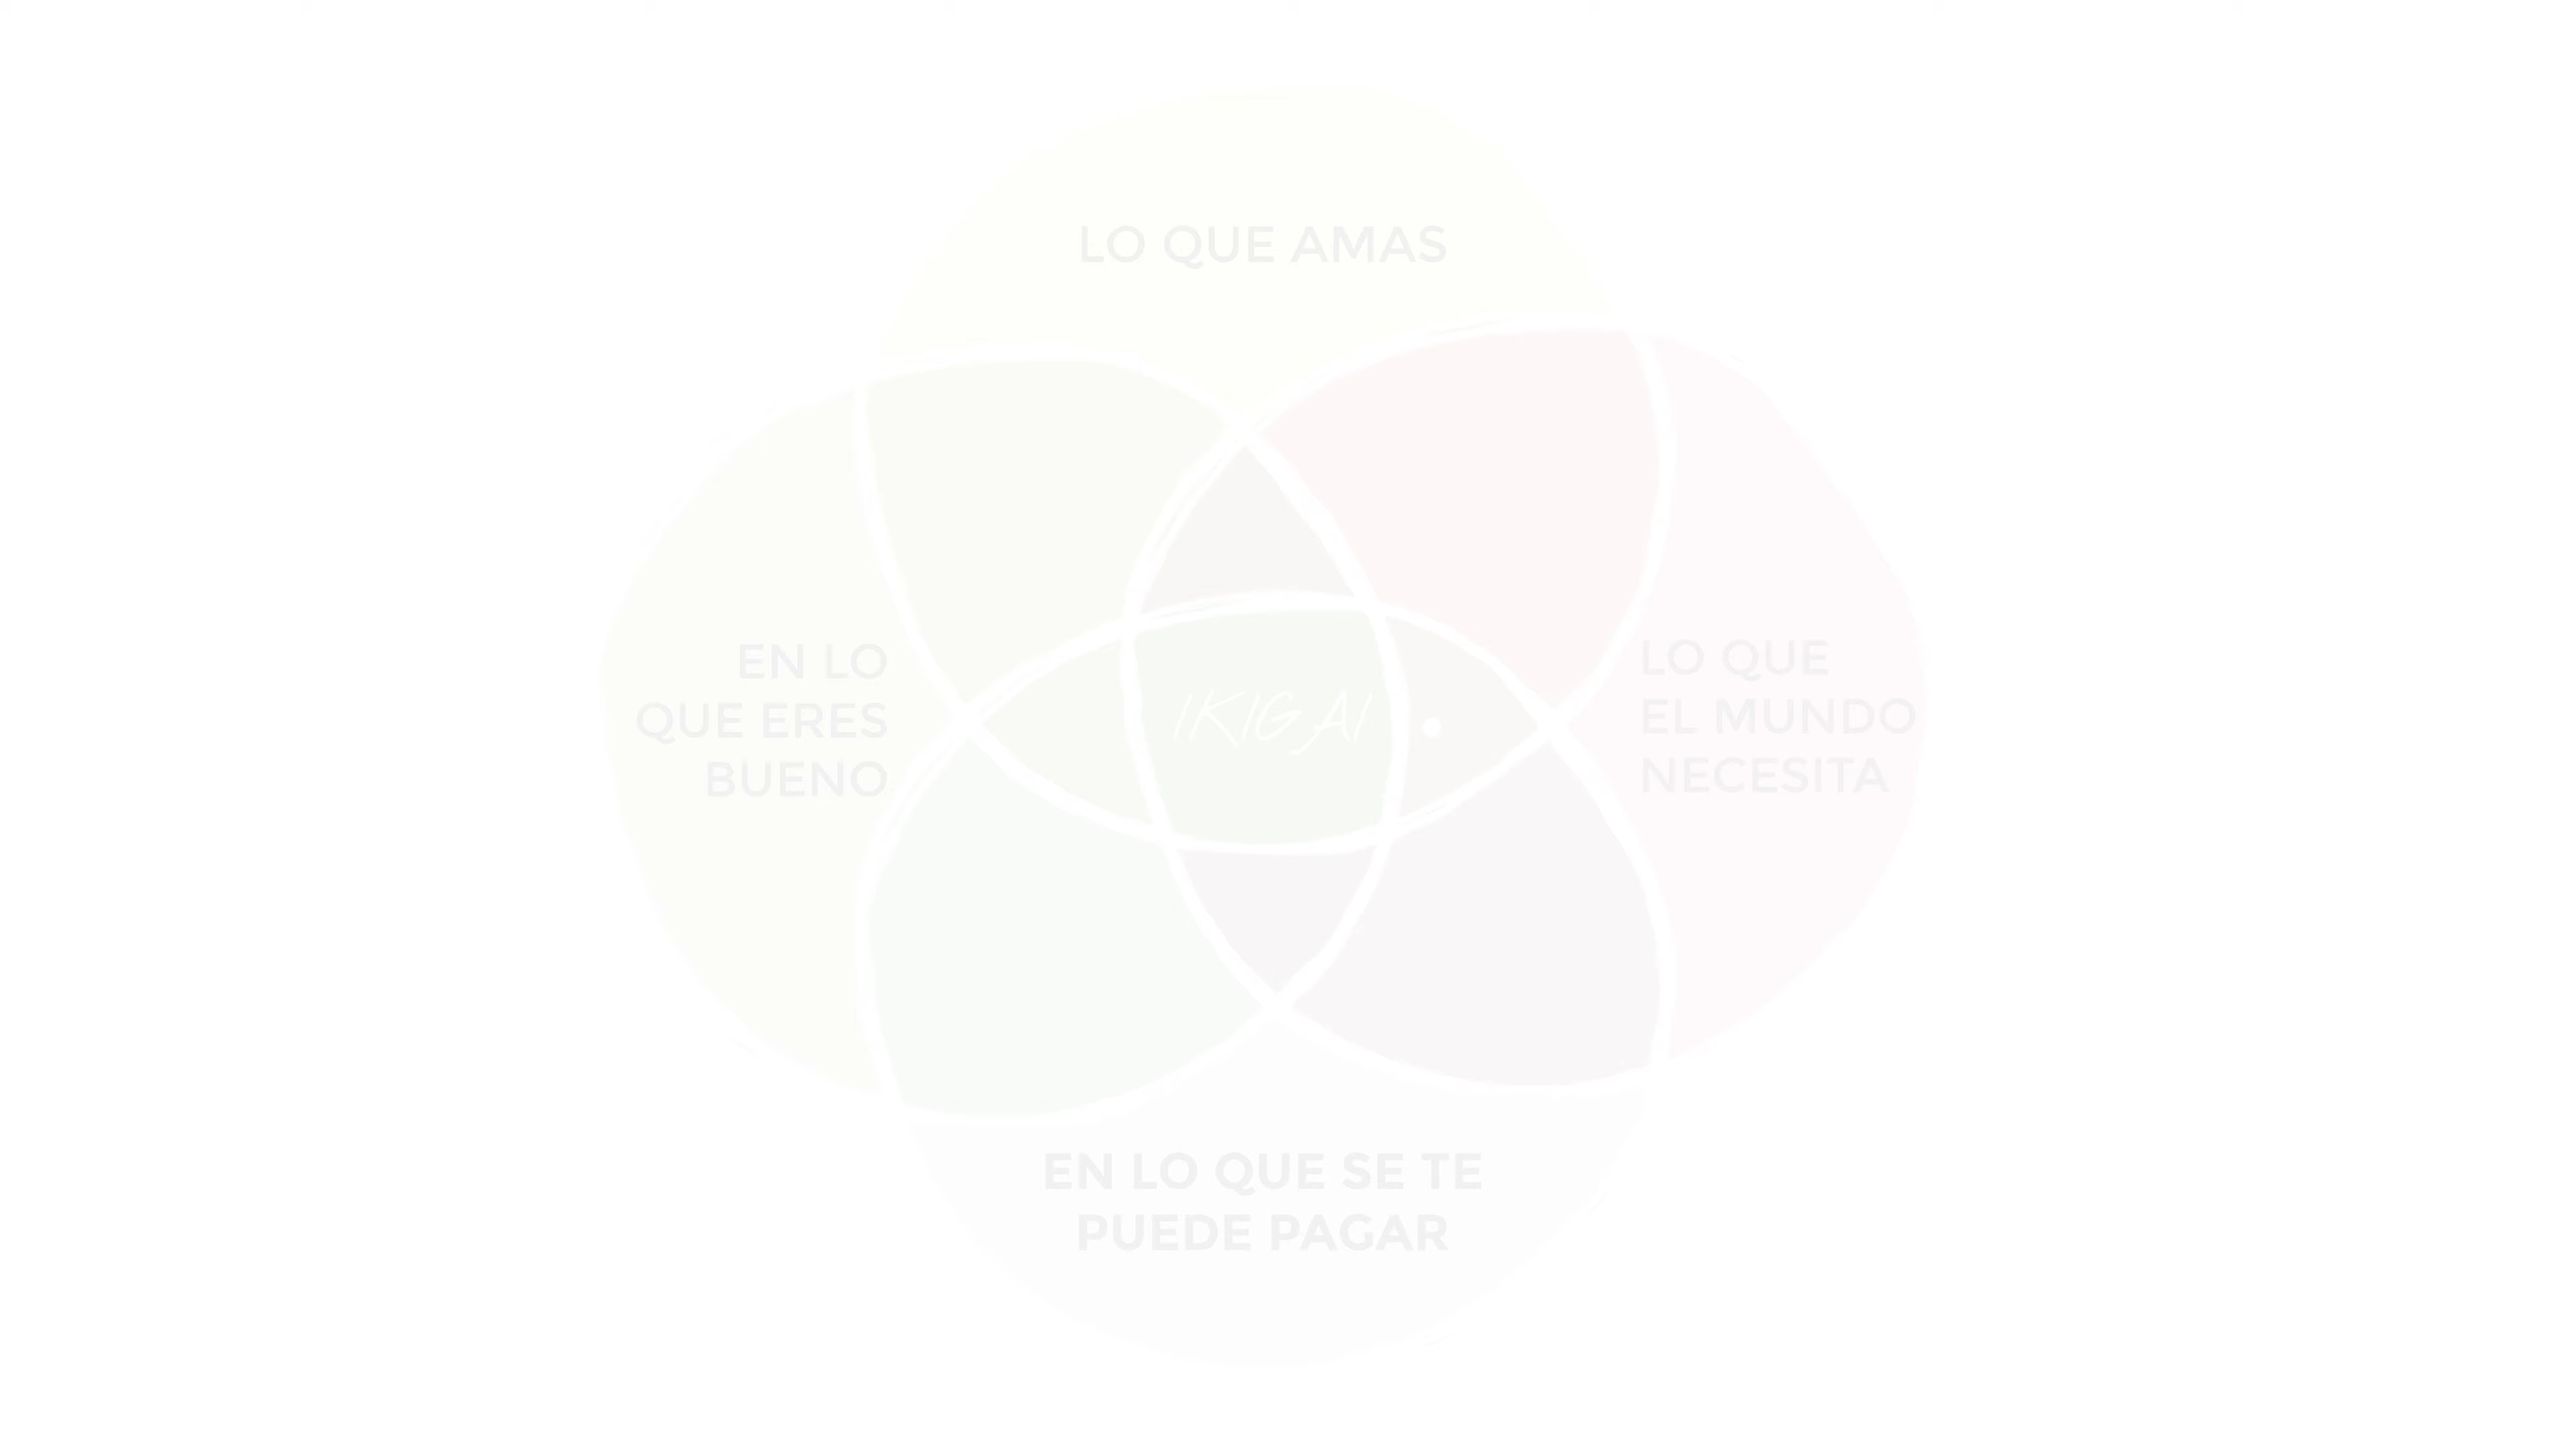 LO QUE AMAS
EN LO
QUE ERES
BUENO
IKIGAI
LO QUE
EL MUNDO
NECESITA
EN LO QUE SE TE
PUEDE PAGAR